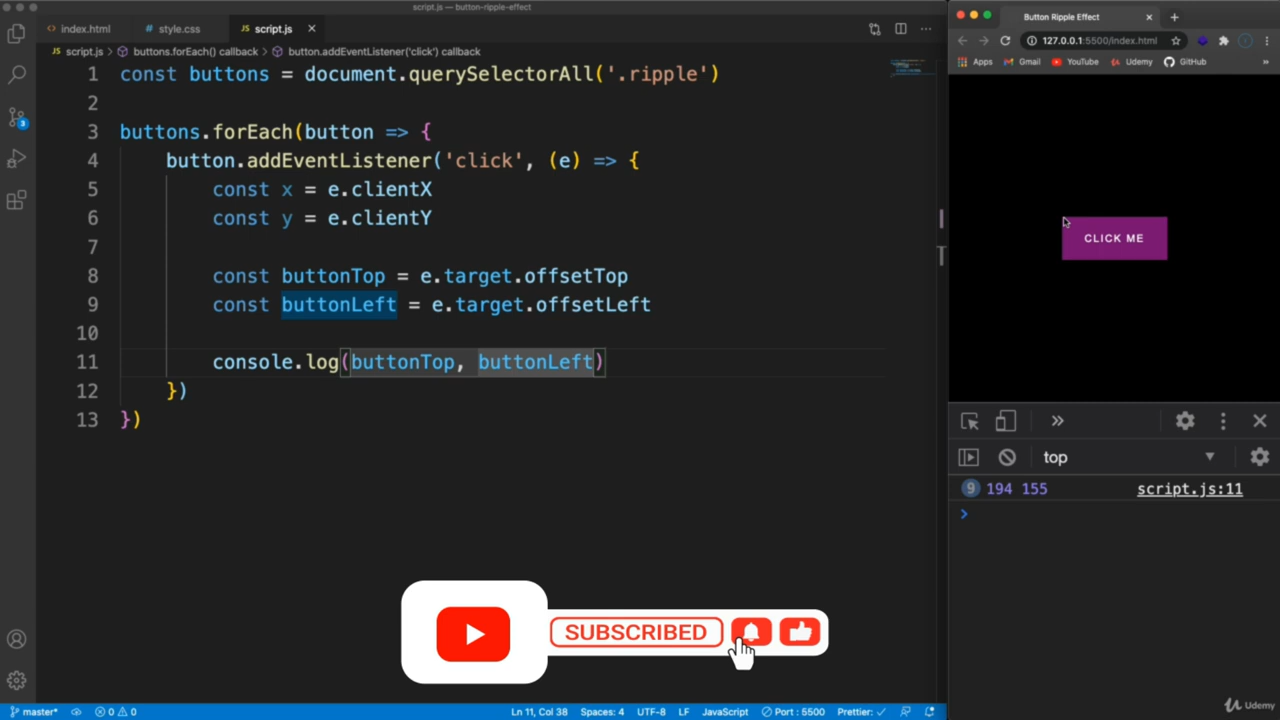 script.js — button-ripple-effect
index.html
style.css
script.js
script.js > buttons.forEach() callback > button.addEventListener('click') callback
1 const buttons = document.querySelectorAll('.ripple')
2
3 buttons.forEach(button => {
4 button.addEventListener('click', (e) => {
5 const x = e.clientX
6 const y = e.clientY
7
8 const buttonTop = e.target.offsetTop
9 const buttonLeft = e.target.offsetLeft
10
11 console.log(buttonTop, buttonLeft)
12 })
13 })
3
Button Ripple Effect
127.0.0.1:5500/index.html
Apps Gmail YouTube Udemy GitHub »
CLICK ME
top
9 194 155 script.js:11
SUBSCRIBED
master* 0 0 Ln 11, Col 38 Spaces: 4 UTF-8 LF JavaScript Port : 5500 Prettier: ✓
Udemy